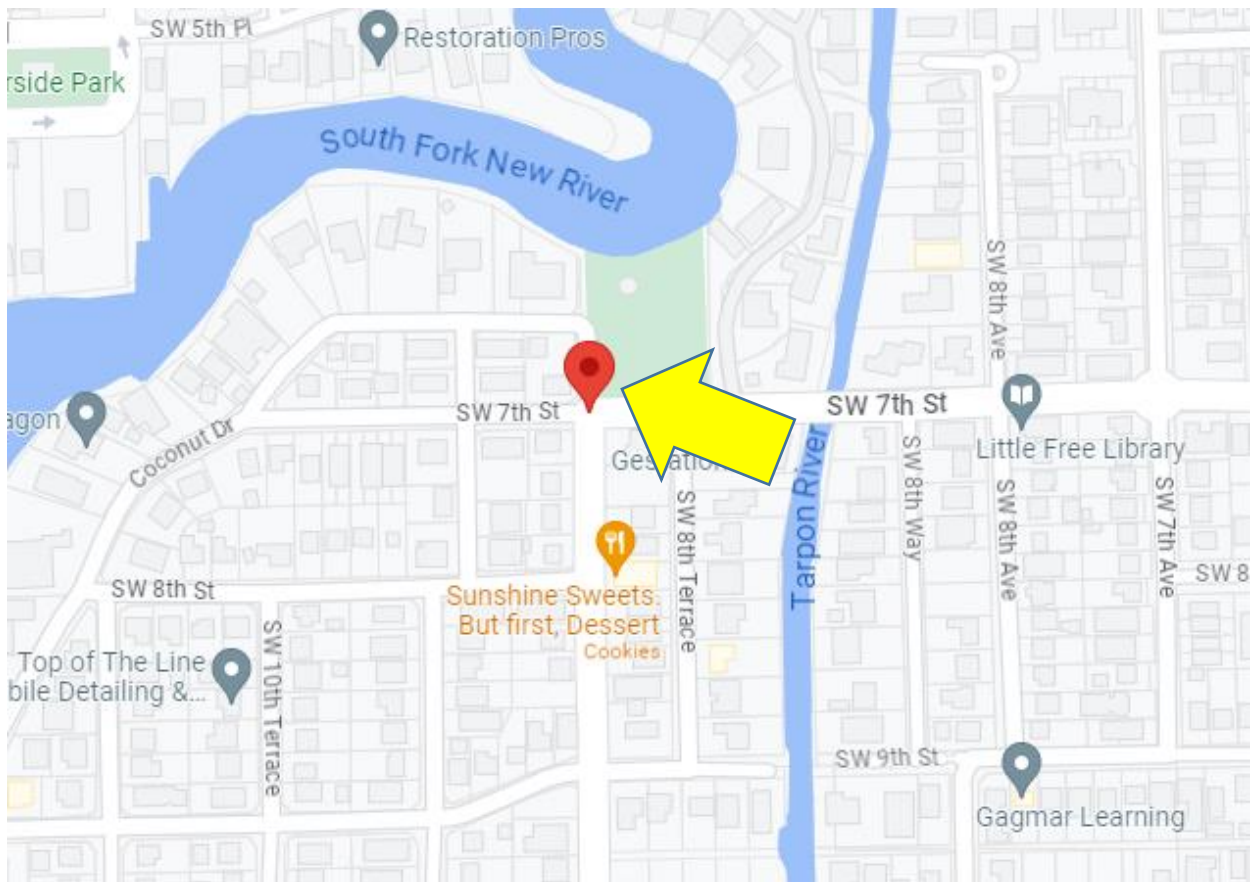 SW 5th Pl
Restoration Pros
rside Park
South Fork New River
SW 8th Ave
SW 7th St
SW 7th St
agon
Coconut Dr
Little Free Library
SW 8th Way
SW 8th Ave
SW 7th Ave
Tarpon River
SW 8th Terrace
SW 8th St
SW 8
Sunshine Sweets.
But first, Dessert
Cookies
SW 10th Terrace
Top of The Line
bile Detailing &...
SW 9th St
Gagmar Learning